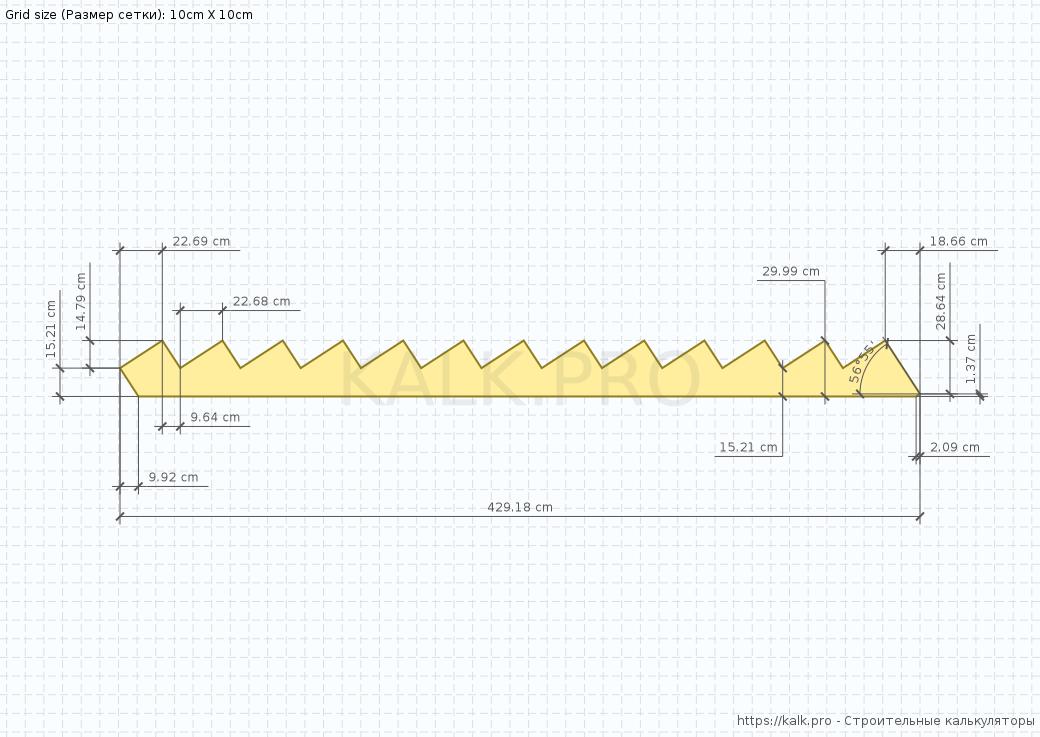 Grid size (Размер сетки): 10cm X 10cm
22.69 cm
18.66 cm
29.99 cm
14.79 cm
28.64 cm
22.68 cm
15.21 cm
1.37 cm
56°55'
KALK.PRO
9.64 cm
15.21 cm
2.09 cm
9.92 cm
429.18 cm
https://kalk.pro - Строительные калькуляторы